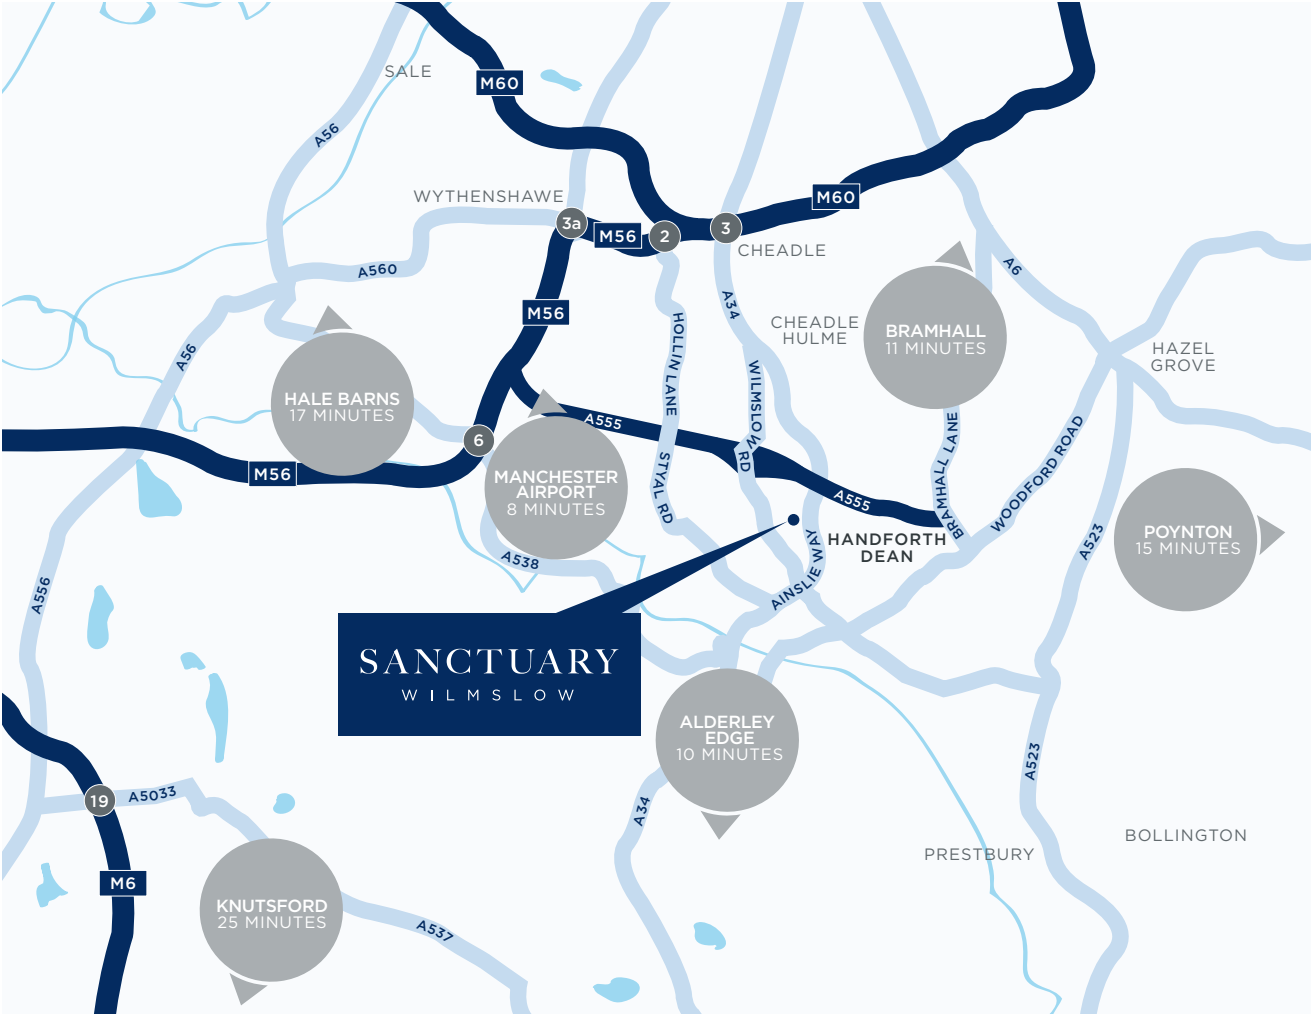 SALE
M60
A56
WYTHENSHAWE
3a
M56
2
3
M60
CHEADLE
A560
A6
M56
A34
HOLLIN LANE
CHEADLE
HULME
BRAMHALL
11 MINUTES
HAZEL
GROVE
A56
HALE BARNS
17 MINUTES
WILMSLOW RD
A555
6
M56
MANCHESTER
AIRPORT
8 MINUTES
STYAL RD
A555
BRAMHALL LANE
WOODFORD ROAD
HANDFORTH
DEAN
A523
POYNTON
15 MINUTES
A538
AINSLIE WAY
A556
SANCTUARY
WILMSLOW
ALDERLEY
EDGE
10 MINUTES
A523
19
A5033
A34
BOLLINGTON
PRESTBURY
M6
KNUTSFORD
25 MINUTES
A537